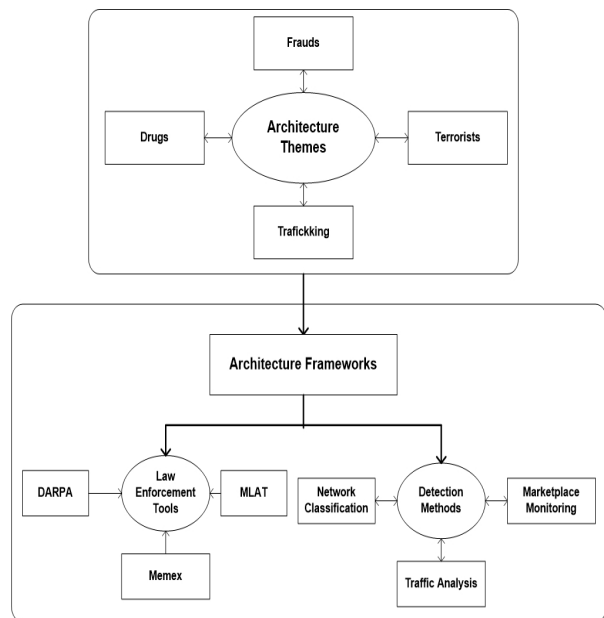 Frauds
Architecture
Themes
Drugs
Terrorists
Trafickking
Architecture Frameworks
Law
Enforcement
Tools
DARPA
MLAT
Memex
Network
Classification
Detection
Methods
Marketplace
Monitoring
Traffic Analysis